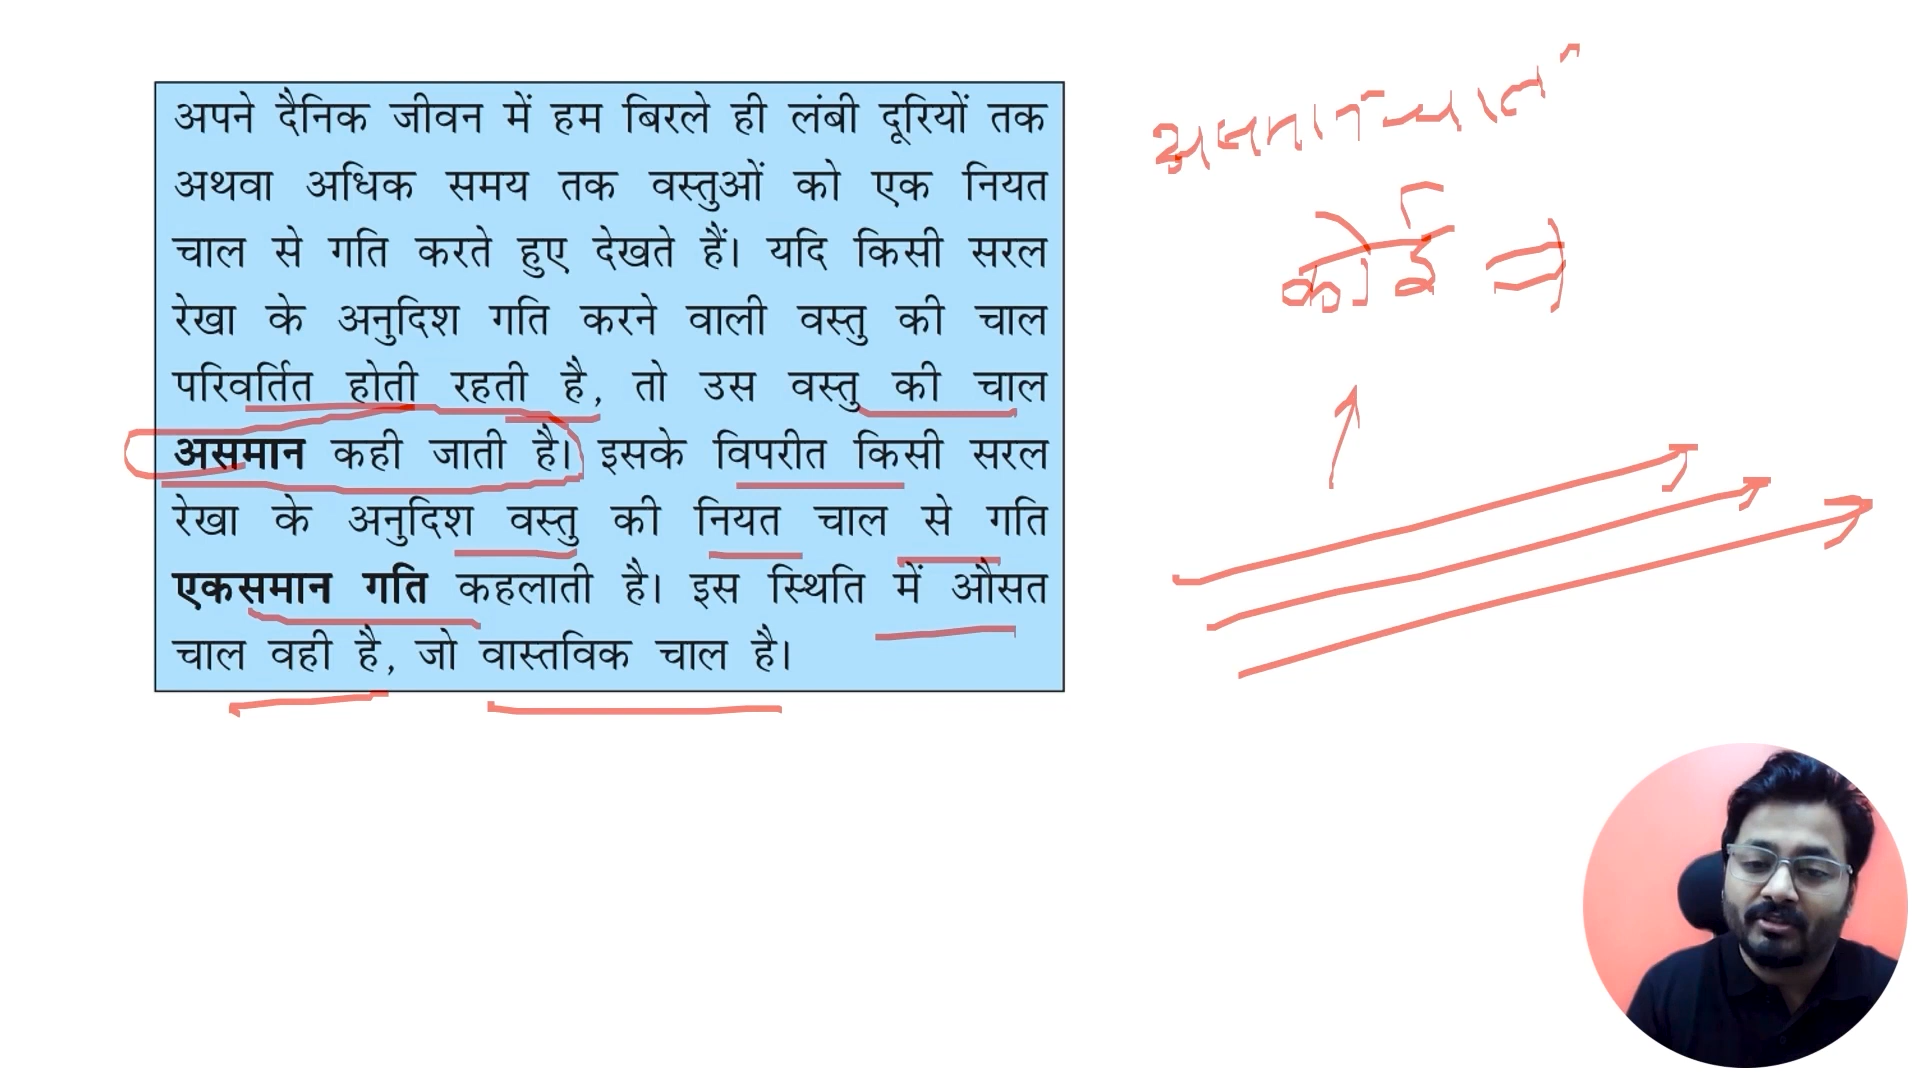 अपने दैनिक जीवन में हम बिरले ही लंबी दूरियों तक
अथवा अधिक समय तक वस्तुओं को एक नियत
चाल से गति करते हुए देखते हैं। यदि किसी सरल
रेखा के अनुदिश गति करने वाली वस्तु की चाल
परिवर्तित होती रहती है, तो उस वस्तु की चाल
असमान कही जाती है। इसके विपरीत किसी सरल
रेखा के अनुदिश वस्तु की नियत चाल से गति
एकसमान गति कहलाती है। इस स्थिति में औसत
चाल वही है, जो वास्तविक चाल है।
असमान चाल
कोई